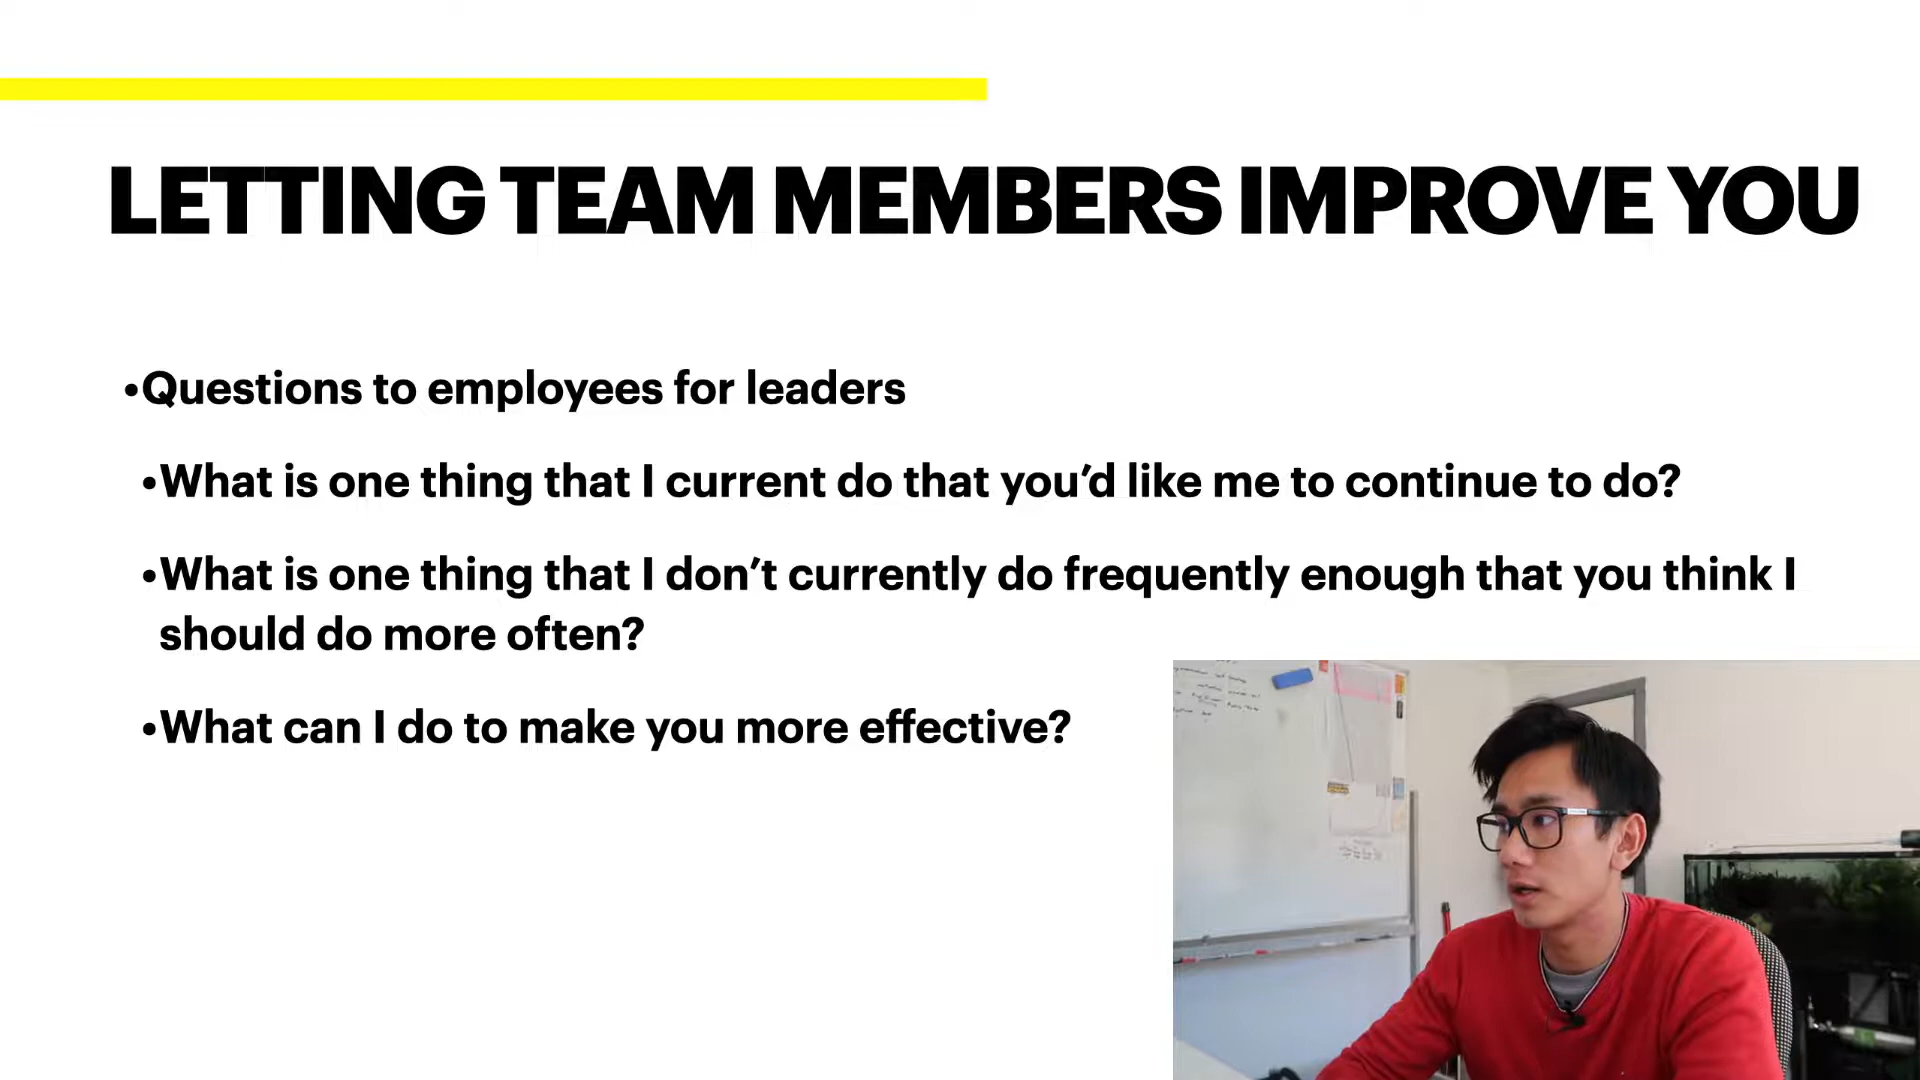 LETTING TEAM MEMBERS IMPROVE YOU
•Questions to employees for leaders
•What is one thing that I current do that you’d like me to continue to do?
•What is one thing that I don’t currently do frequently enough that you think I
should do more often?
•What can I do to make you more effective?